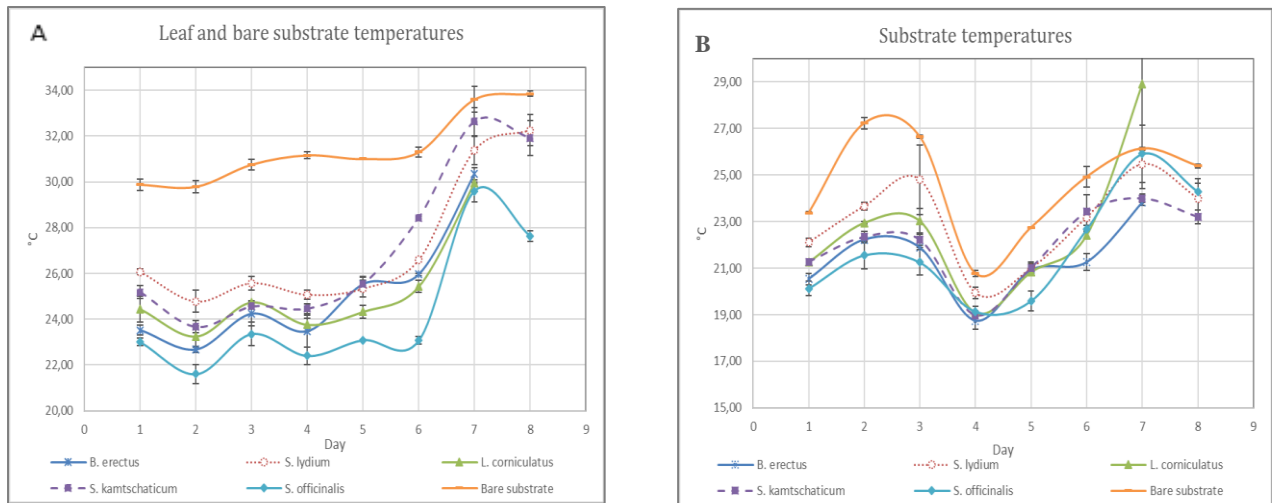 A
Leaf and bare substrate temperatures
34,00
32,00
30,00
28,00
°C
26,00
24,00
22,00
20,00
0 1 2 3 4 5 6 7 8 9
Day
B. erectus S. lydium L. corniculatus
S. kamtschaticum S. officinalis Bare substrate
B
Substrate temperatures
29,00
27,00
25,00
23,00
°C
21,00
19,00
17,00
15,00
0 1 2 3 4 5 6 7 8 9
Day
B. erectus S. lydium L. corniculatus
S. kamtschaticum S. officinalis Bare substrate